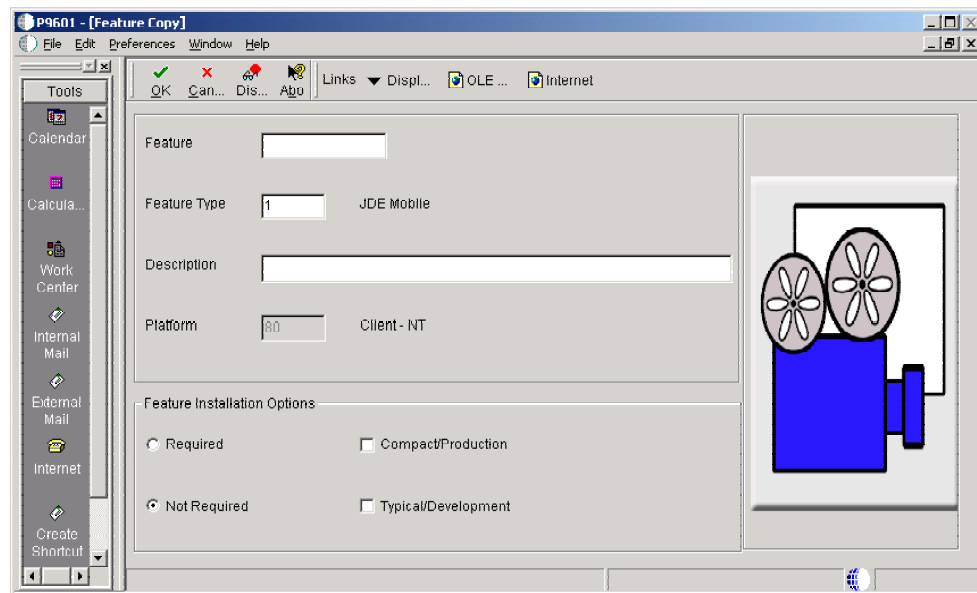 P9601 - [Feature Copy]
File Edit Preferences Window Help
Tools
Calendar
Calcula...
Work
Center
Internal
Mail
External
Mail
Internet
Create
Shortcut
OK Can... Dis... Abo Links Displ... OLE ... Internet
Feature
Feature Type 1 JDE Mobile
Description
Platform 80 Client - NT
Feature Installation Options
Required Compact/Production
Not Required Typical/Development